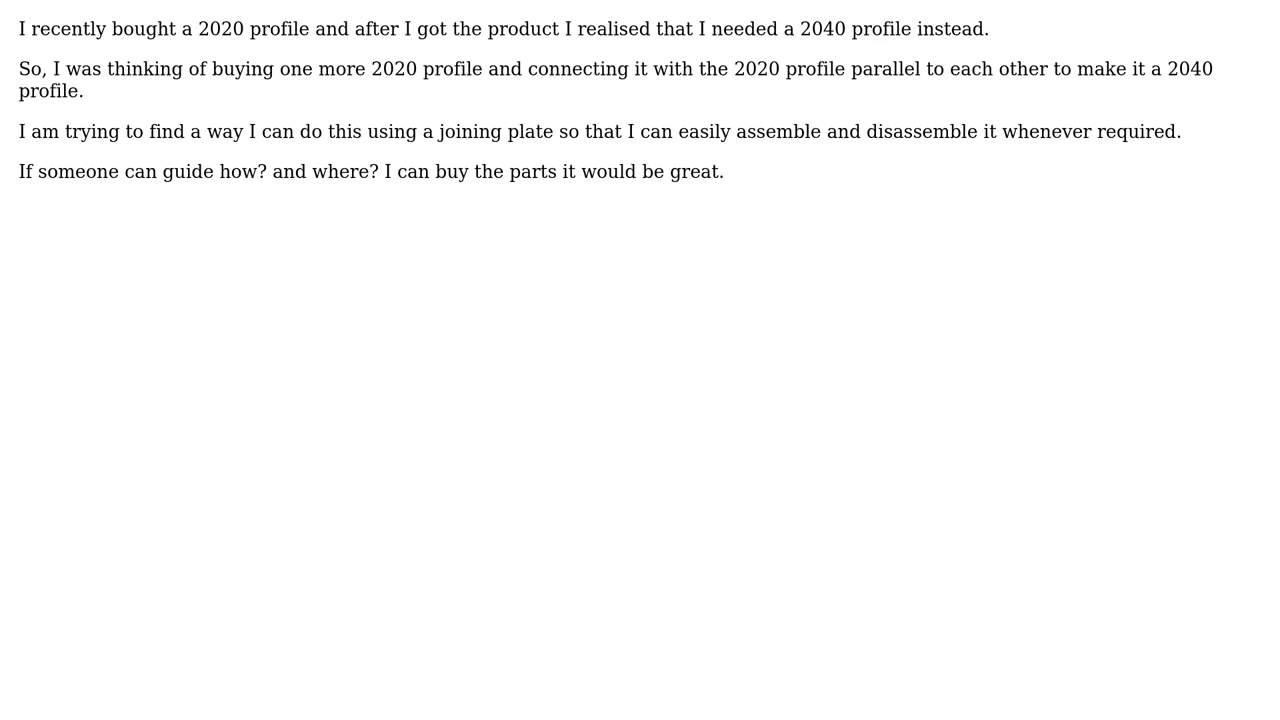 I recently bought a 2020 profile and after I got the product I realised that I needed a 2040 profile instead.
So, I was thinking of buying one more 2020 profile and connecting it with the 2020 profile parallel to each other to make it a 2040
profile.
I am trying to find a way I can do this using a joining plate so that I can easily assemble and disassemble it whenever required.
If someone can guide how? and where? I can buy the parts it would be great.